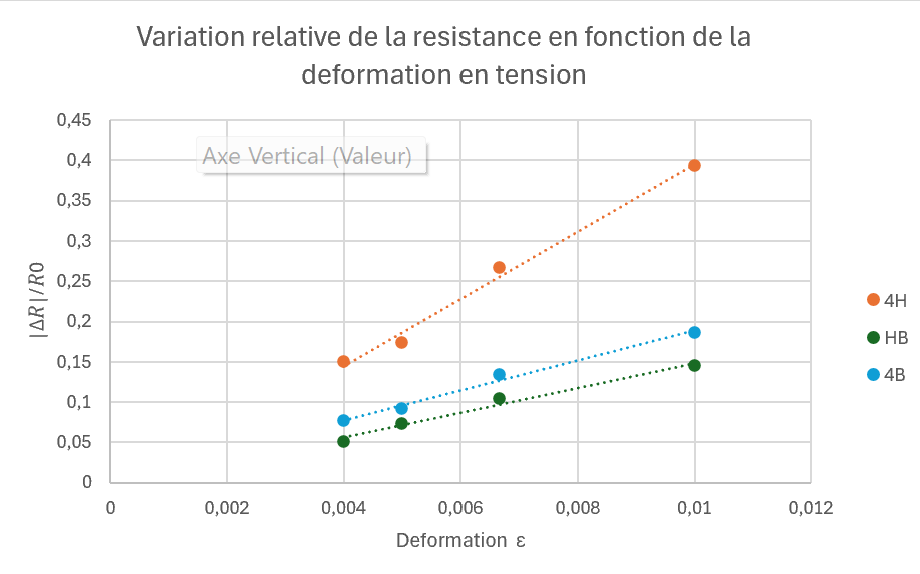 Variation relative de la resistance en fonction de la
deformation en tension
0,45
Axe Vertical (Valeur)
0,4
0,35
0,3
0,25
0,2
0,15
0,1
0,05
0
|ΔR|/R0
4H
HB
4B
0
0,002
0,004
0,006
0,008
0,01
0,012
Deformation ε